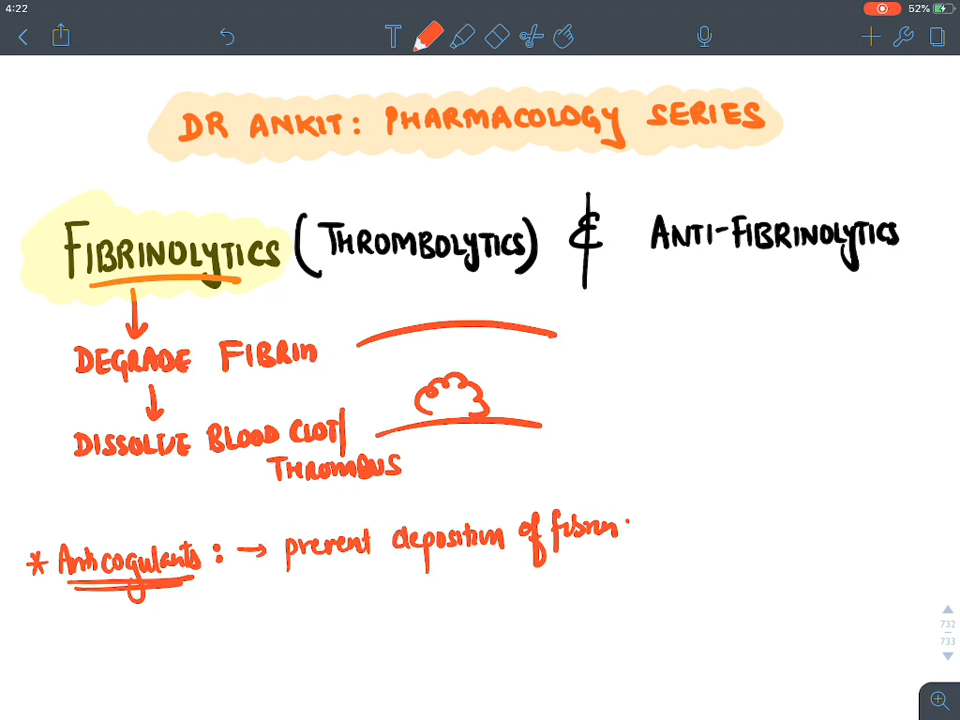 4:22
52%
T
DR ANKIT: PHARMACOLOGY SERIES
FIBRINOLYTICS (THROMBOLYTICS) & ANTI-FIBRINOLYTICS
DEGRADE FIBRIN
DISSOLVE BLOOD CLOT/
THROMBUS
* Anticogulants : → prevent deposition of fibrin.
732
733